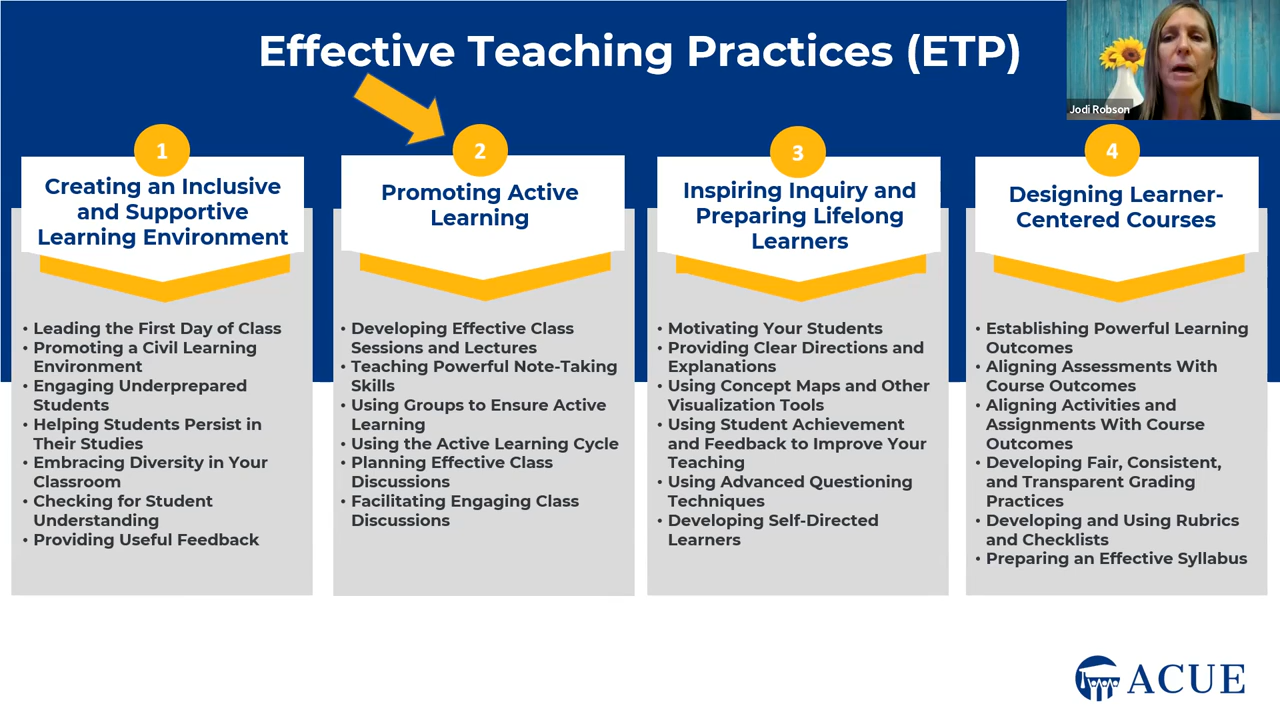 Effective Teaching Practices (ETP)
Jodi Robson
1
Creating an Inclusive
and Supportive
Learning Environment
• Leading the First Day of Class
• Promoting a Civil Learning
Environment
• Engaging Underprepared
Students
• Helping Students Persist in
Their Studies
• Embracing Diversity in Your
Classroom
• Checking for Student
Understanding
• Providing Useful Feedback
2
Promoting Active
Learning
• Developing Effective Class
Sessions and Lectures
• Teaching Powerful Note-Taking
Skills
• Using Groups to Ensure Active
Learning
• Using the Active Learning Cycle
• Planning Effective Class
Discussions
• Facilitating Engaging Class
Discussions
3
Inspiring Inquiry and
Preparing Lifelong
Learners
• Motivating Your Students
• Providing Clear Directions and
Explanations
• Using Concept Maps and Other
Visualization Tools
• Using Student Achievement
and Feedback to Improve Your
Teaching
• Using Advanced Questioning
Techniques
• Developing Self-Directed
Learners
4
Designing Learner-
Centered Courses
• Establishing Powerful Learning
Outcomes
• Aligning Assessments With
Course Outcomes
• Aligning Activities and
Assignments With Course
Outcomes
• Developing Fair, Consistent,
and Transparent Grading
Practices
• Developing and Using Rubrics
and Checklists
• Preparing an Effective Syllabus
ACUE